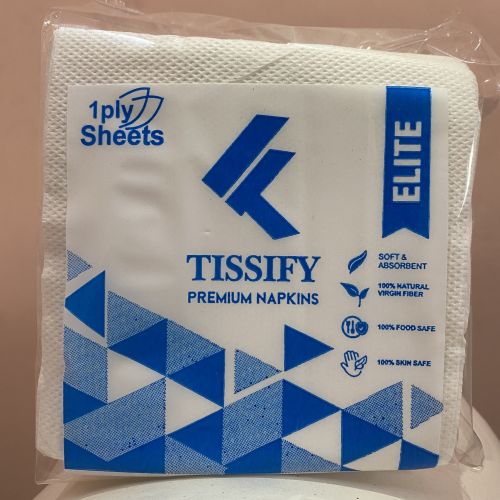 1ply
Sheets
ELITE
TISSIFY
PREMIUM NAPKINS
SOFT &
ABSORBENT
100% NATURAL
VIRGIN FIBER
100% FOOD SAFE
100% SKIN SAFE